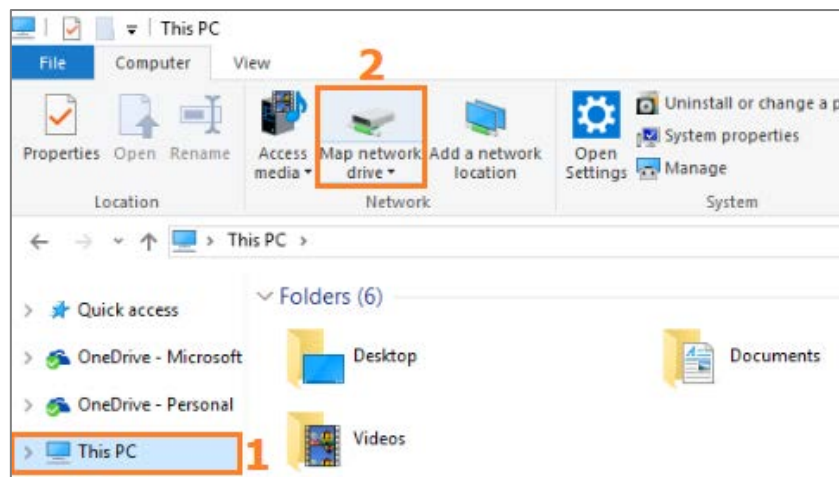 This PC
File Computer View
2
Properties Open Rename Access media Map network drive Add a network location Open Settings
Uninstall or change a p
System properties
Manage
Location Network System
This PC
Quick access
OneDrive - Microsoft
OneDrive - Personal
This PC
1
Folders (6)
Desktop Documents
Videos